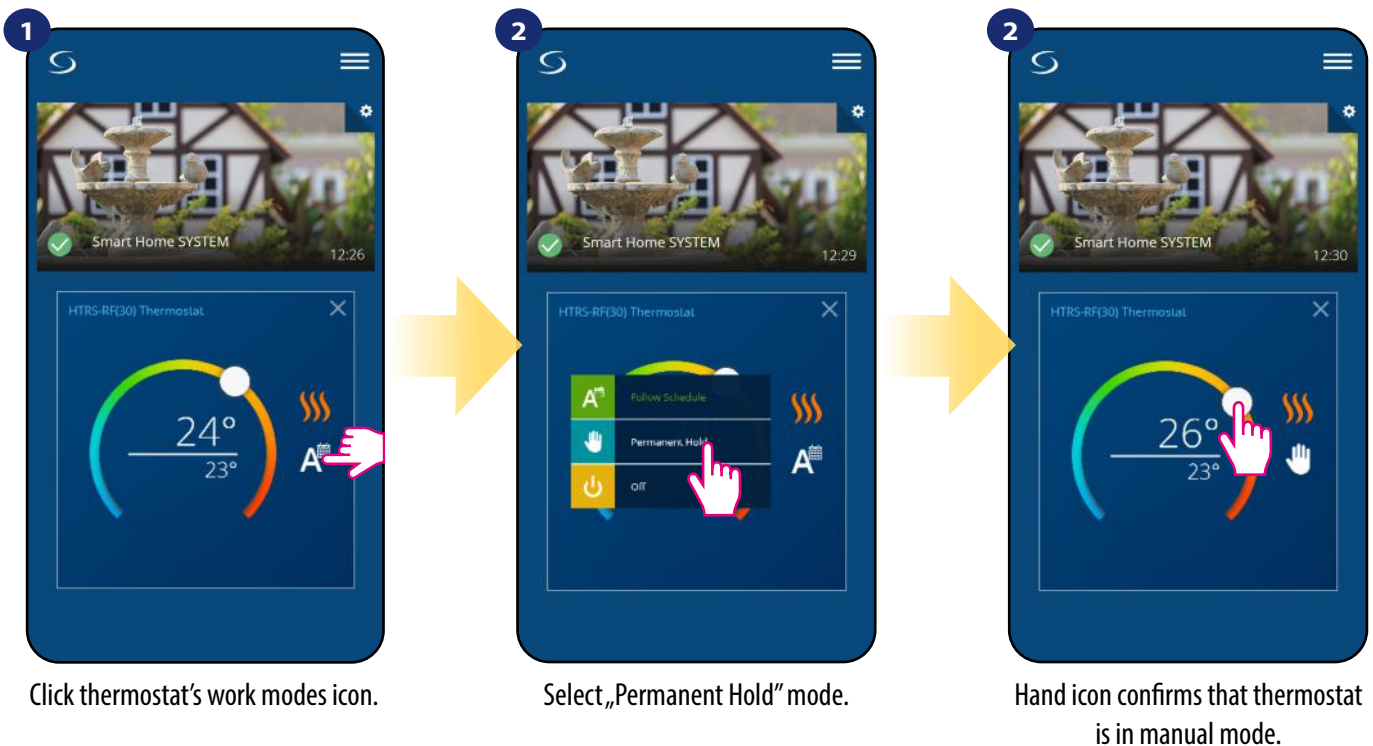 1
Smart Home SYSTEM
12:26
HTRS-RF(30) Thermostat
24°
23°
A
Click thermostat's work modes icon.
2
Smart Home SYSTEM
12:29
HTRS-RF(30) Thermostat
A
Follow Schedule
Permanent Hold
Off
A
Select „Permanent Hold” mode.
2
Smart Home SYSTEM
12:30
HTRS-RF(30) Thermostat
26°
23°
Hand icon confirms that thermostat
is in manual mode.